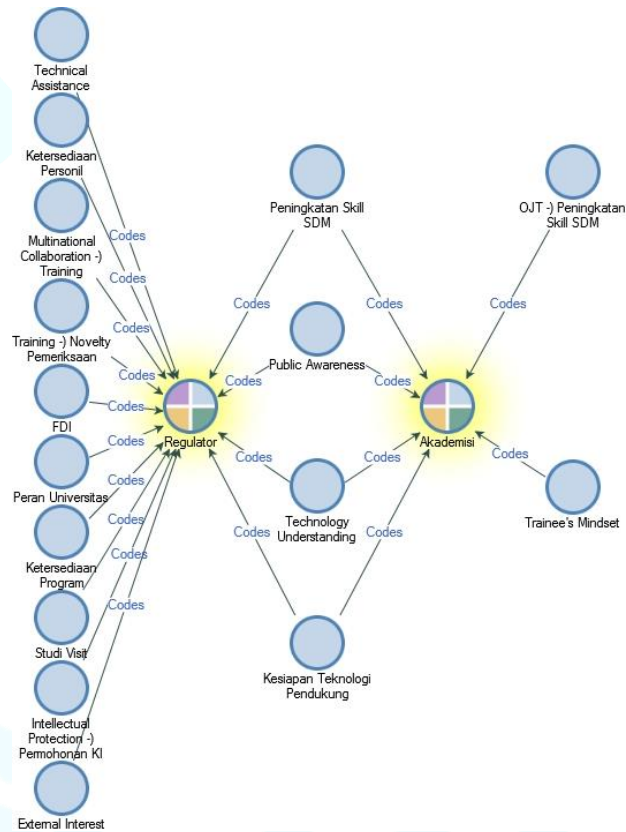 Technical
Assistance
Ketersediaan
Personil
Multinational
Collaboration -)
Training
Training -) Novelty
Pemeriksaan
FDI
Peran Universitas
Ketersediaan
Program
Studi Visit
Intellectual
Protection -)
Permohonan KI
External Interest
Codes
Codes
Codes
Codes
Codes
Codes
Codes
Codes
Regulator
Peningkatan Skill
SDM
Codes
Codes
Public Awareness
Codes
Codes
Technology
Understanding
Codes
Codes
Kesiapan Teknologi
Pendukung
Codes
Codes
Akademisi
OJT -) Peningkatan
Skill SDM
Codes
Trainee's Mindset
Codes